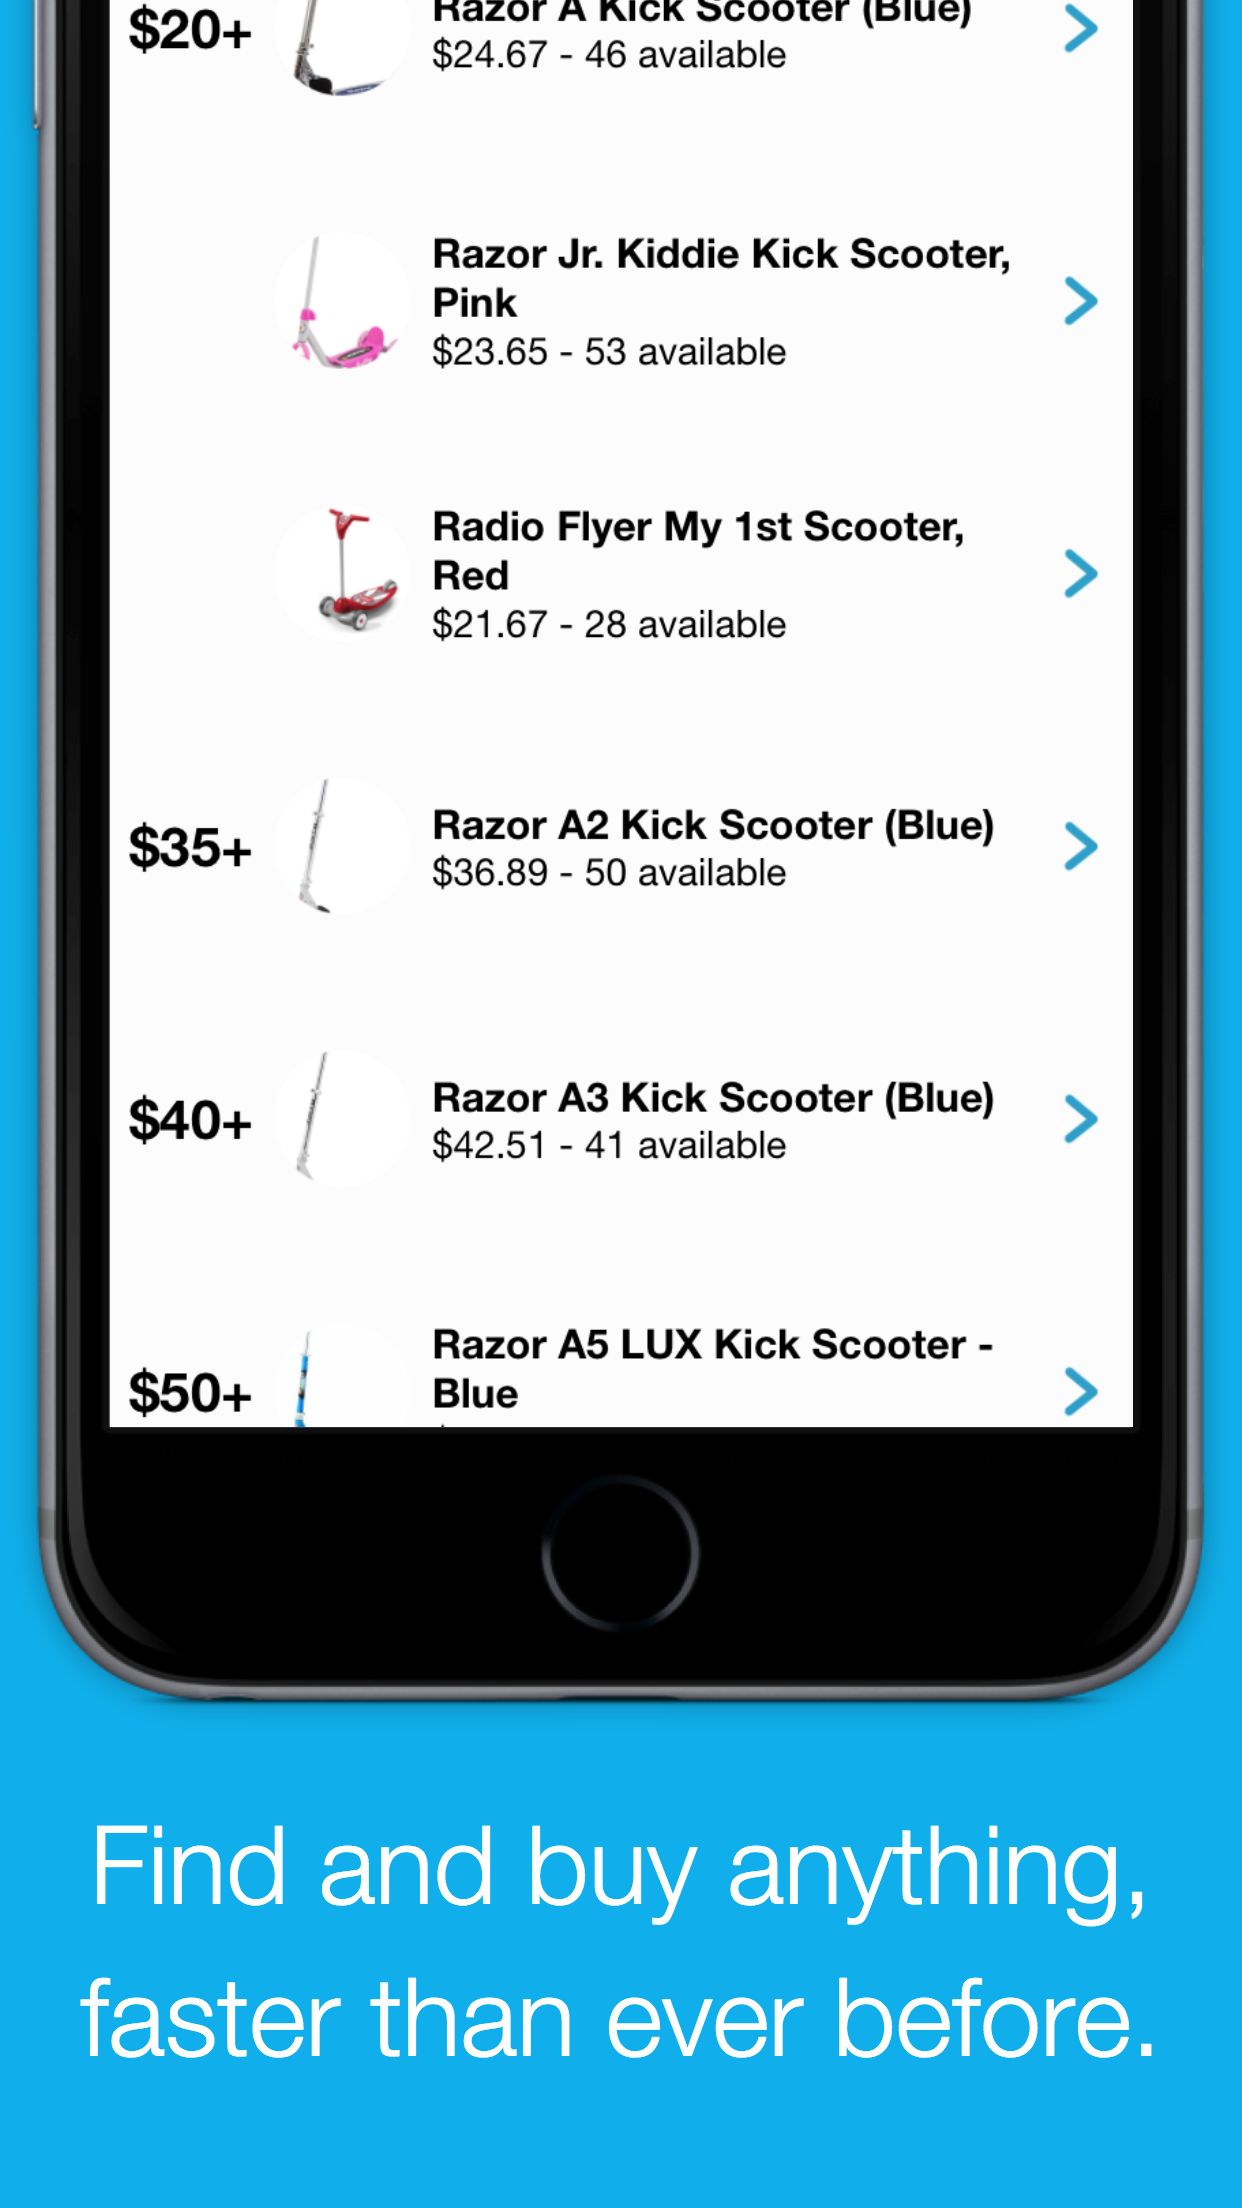 $20+
Razor A Kick Scooter (Blue)
$24.67 - 46 available
Razor Jr. Kiddie Kick Scooter,
Pink
$23.65 - 53 available
Radio Flyer My 1st Scooter,
Red
$21.67 - 28 available
$35+
Razor A2 Kick Scooter (Blue)
$36.89 - 50 available
$40+
Razor A3 Kick Scooter (Blue)
$42.51 - 41 available
$50+
Razor A5 LUX Kick Scooter -
Blue
Find and buy anything,
faster than ever before.